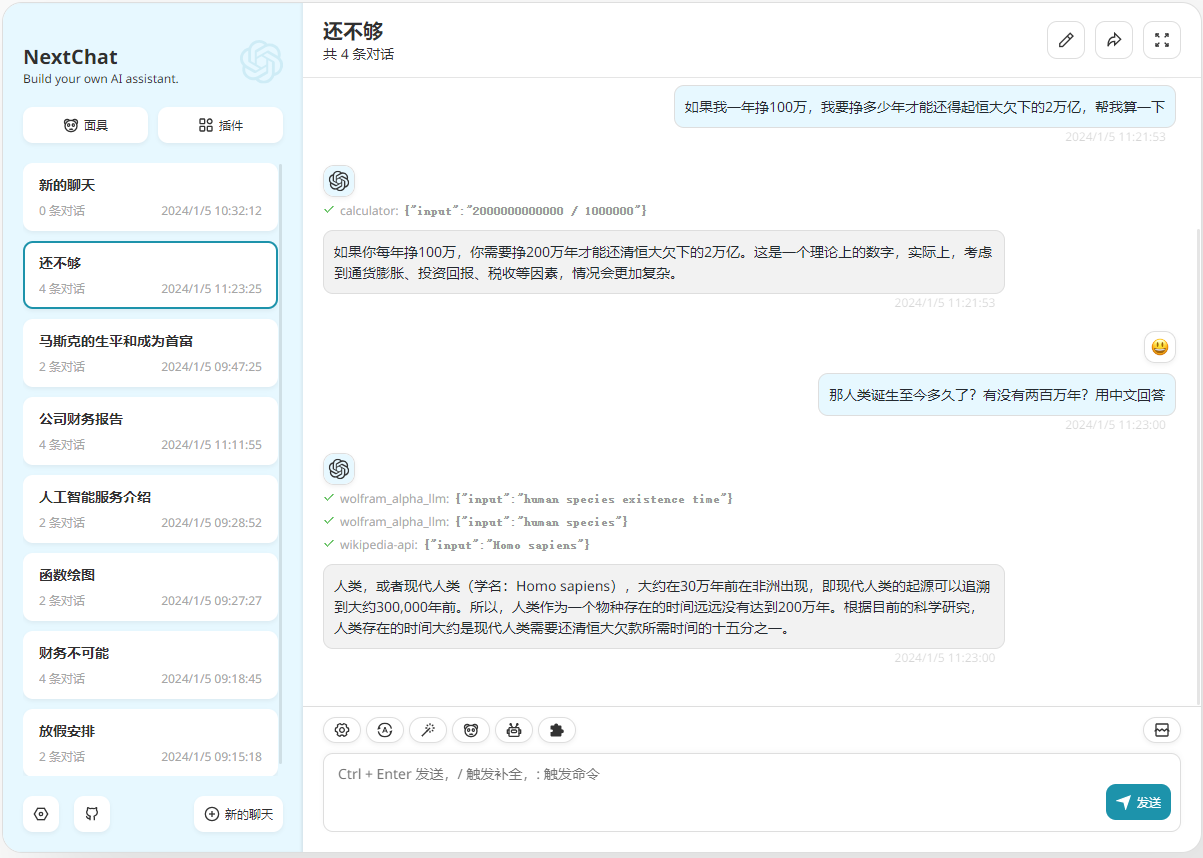 NextChat
Build your own AI assistant.
面具
插件
新的聊天
0 条对话 2024/1/5 10:32:12
还不够
4 条对话 2024/1/5 11:23:25
马斯克的生平和成为首富
2 条对话 2024/1/5 09:47:25
公司财务报告
4 条对话 2024/1/5 11:11:55
人工智能服务介绍
2 条对话 2024/1/5 09:28:52
函数绘图
2 条对话 2024/1/5 09:27:27
财务不可能
4 条对话 2024/1/5 09:18:45
放假安排
2 条对话 2024/1/5 09:15:18
新的聊天
还不够
共 4 条对话
如果我一年挣100万，我要挣多少年才能还得起恒大欠下的2万亿，帮我算一下
2024/1/5 11:21:53
calculator: {"input":"2000000000000 / 1000000"}
如果你每年挣100万，你需要挣200万年才能还清恒大欠下的2万亿。这是一个理论上的数字，实际上，考虑
到通货膨胀、投资回报、税收等因素，情况会更加复杂。
2024/1/5 11:21:53
那人类诞生至今多久了？有没有两百万年？用中文回答
2024/1/5 11:23:00
wolfram_alpha_llm: {"input":"human species existence time"}
wolfram_alpha_llm: {"input":"human species"}
wikipedia-api: {"input":"Homo sapiens"}
人类，或者现代人类（学名：Homo sapiens），大约在30万年前在非洲出现，即现代人类的起源可以追溯
到大约300,000年前。所以，人类作为一个物种存在的时间远远没有达到200万年。根据目前的科学研究，
人类存在的时间大约是现代人类需要还清恒大欠款所需时间的十五分之一。
2024/1/5 11:23:00
Ctrl + Enter 发送，/ 触发补全，: 触发命令
发送